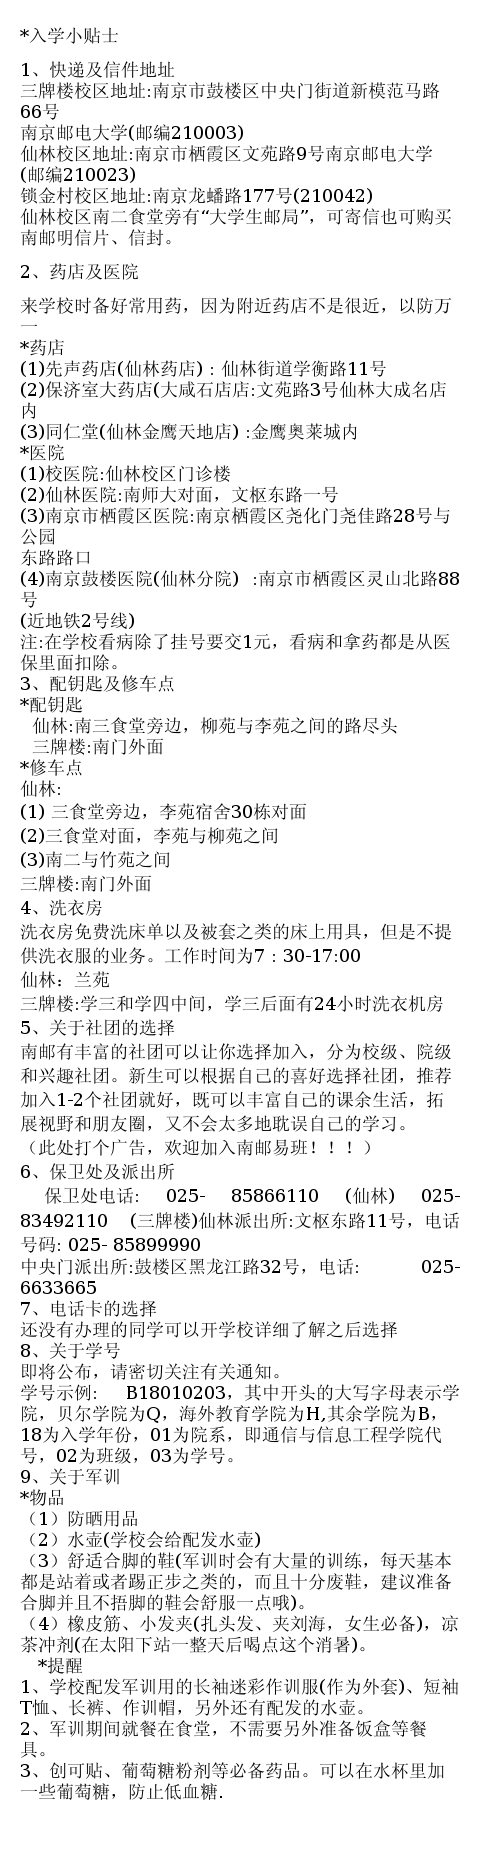 *入学小贴士
1、快递及信件地址
三牌楼校区地址:南京市鼓楼区中央门街道新模范马路
66号
南京邮电大学(邮编210003)
仙林校区地址:南京市栖霞区文苑路9号南京邮电大学
(邮编210023)
锁金村校区地址:南京龙蟠路177号(210042)
仙林校区南二食堂旁有“大学生邮局”，可寄信也可购买
南邮明信片、信封。
2、药店及医院
来学校时备好常用药，因为附近药店不是很近，以防万
一
*药店
(1)先声药店(仙林药店)：仙林街道学衡路11号
(2)保济室大药店(大咸石店店:文苑路3号仙林大成名店
内
(3)同仁堂(仙林金鹰天地店) :金鹰奥莱城内
*医院
(1)校医院:仙林校区门诊楼
(2)仙林医院:南师大对面，文枢东路一号
(3)南京市栖霞区医院:南京栖霞区尧化门尧佳路28号与
公园
东路路口
(4)南京鼓楼医院(仙林分院) :南京市栖霞区灵山北路88
号
(近地铁2号线)
注:在学校看病除了挂号要交1元，看病和拿药都是从医
保里面扣除。
3、配钥匙及修车点
*配钥匙
仙林:南三食堂旁边，柳苑与李苑之间的路尽头
三牌楼:南门外面
*修车点
仙林:
(1) 三食堂旁边，李苑宿舍30栋对面
(2)三食堂对面，李苑与柳苑之间
(3)南二与竹苑之间
三牌楼:南门外面
4、洗衣房
洗衣房免费洗床单以及被套之类的床上用具，但是不提
供洗衣服的业务。工作时间为7：30-17:00
仙林：兰苑
三牌楼:学三和学四中间，学三后面有24小时洗衣机房
5、关于社团的选择
南邮有丰富的社团可以让你选择加入，分为校级、院级
和兴趣社团。新生可以根据自己的喜好选择社团，推荐
加入1-2个社团就好，既可以丰富自己的课余生活，拓
展视野和朋友圈，又不会太多地耽误自己的学习。
（此处打个广告，欢迎加入南邮易班！！！）
6、保卫处及派出所
保卫处电话: 025- 85866110 (仙林) 025-
83492110 (三牌楼)仙林派出所:文枢东路11号，电话
号码: 025- 85899990
中央门派出所:鼓楼区黑龙江路32号，电话: 025-
6633665
7、电话卡的选择
还没有办理的同学可以开学校详细了解之后选择
8、关于学号
即将公布，请密切关注有关通知。
学号示例: B18010203，其中开头的大写字母表示学
院，贝尔学院为Q，海外教育学院为H,其余学院为B，
18为入学年份，01为院系，即通信与信息工程学院代
号，02为班级，03为学号。
9、关于军训
*物品
（1）防晒用品
（2）水壶(学校会给配发水壶)
（3）舒适合脚的鞋(军训时会有大量的训练，每天基本
都是站着或者踢正步之类的，而且十分废鞋，建议准备
合脚并且不捂脚的鞋会舒服一点哦)。
（4）橡皮筋、小发夹(扎头发、夹刘海，女生必备)，凉
茶冲剂(在太阳下站一整天后喝点这个消暑)。
*提醒
1、学校配发军训用的长袖迷彩作训服(作为外套)、短袖
T恤、长裤、作训帽，另外还有配发的水壶。
2、军训期间就餐在食堂，不需要另外准备饭盒等餐
具。
3、创可贴、葡萄糖粉剂等必备药品。可以在水杯里加
一些葡萄糖，防止低血糖.